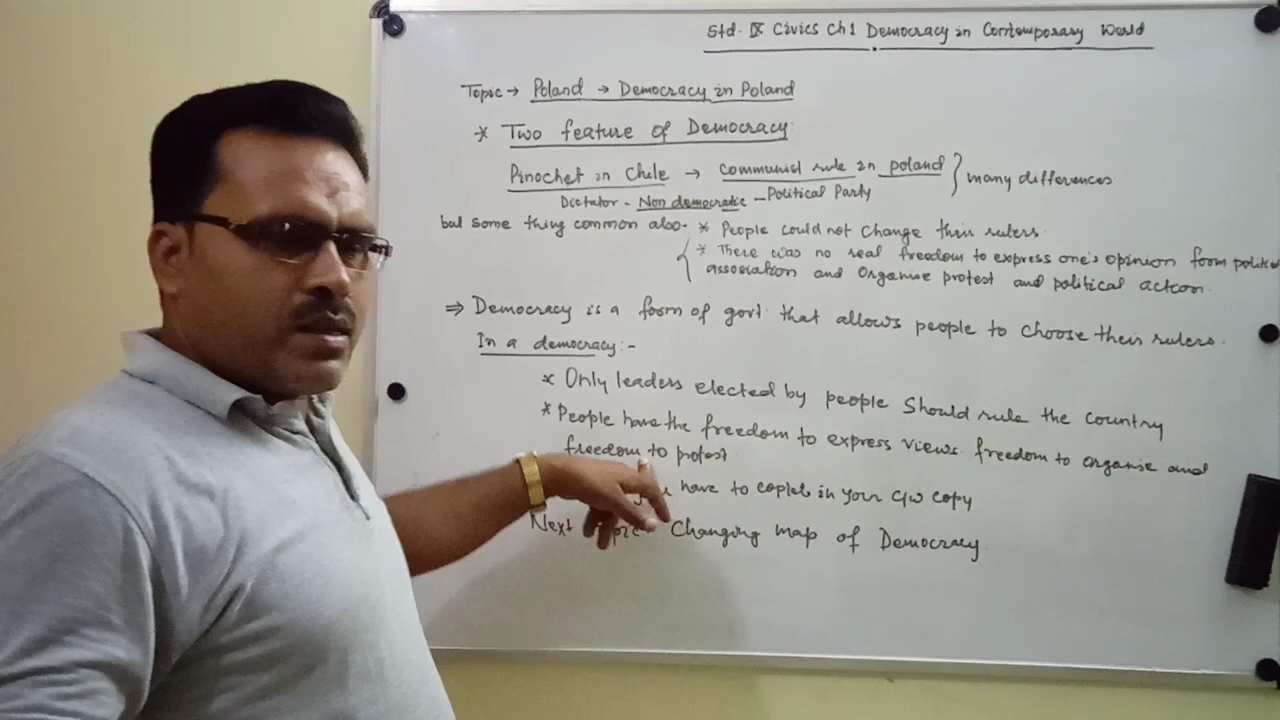 Std- IX Civics Ch1 Democracy in Contemporary World
Topic → Poland → Democracy in Poland
* Two feature of Democracy
Pinochet in Chile → communist rule in poland } many differences
Dictator - Non democratic - Political Party
but some thing common also- * People could not change their rulers.
{ * There was no real freedom to express one's opinion form politic
association and organise protest and political action.
⇒ Democracy is a form of govt. that allows people to choose their rulers.
In a democracy:-
* Only leaders elected by people should rule the country
* People have the freedom to express views. freedom to organise and
freedom to protest
have to in your C/W copy
Next Changing map of Democracy